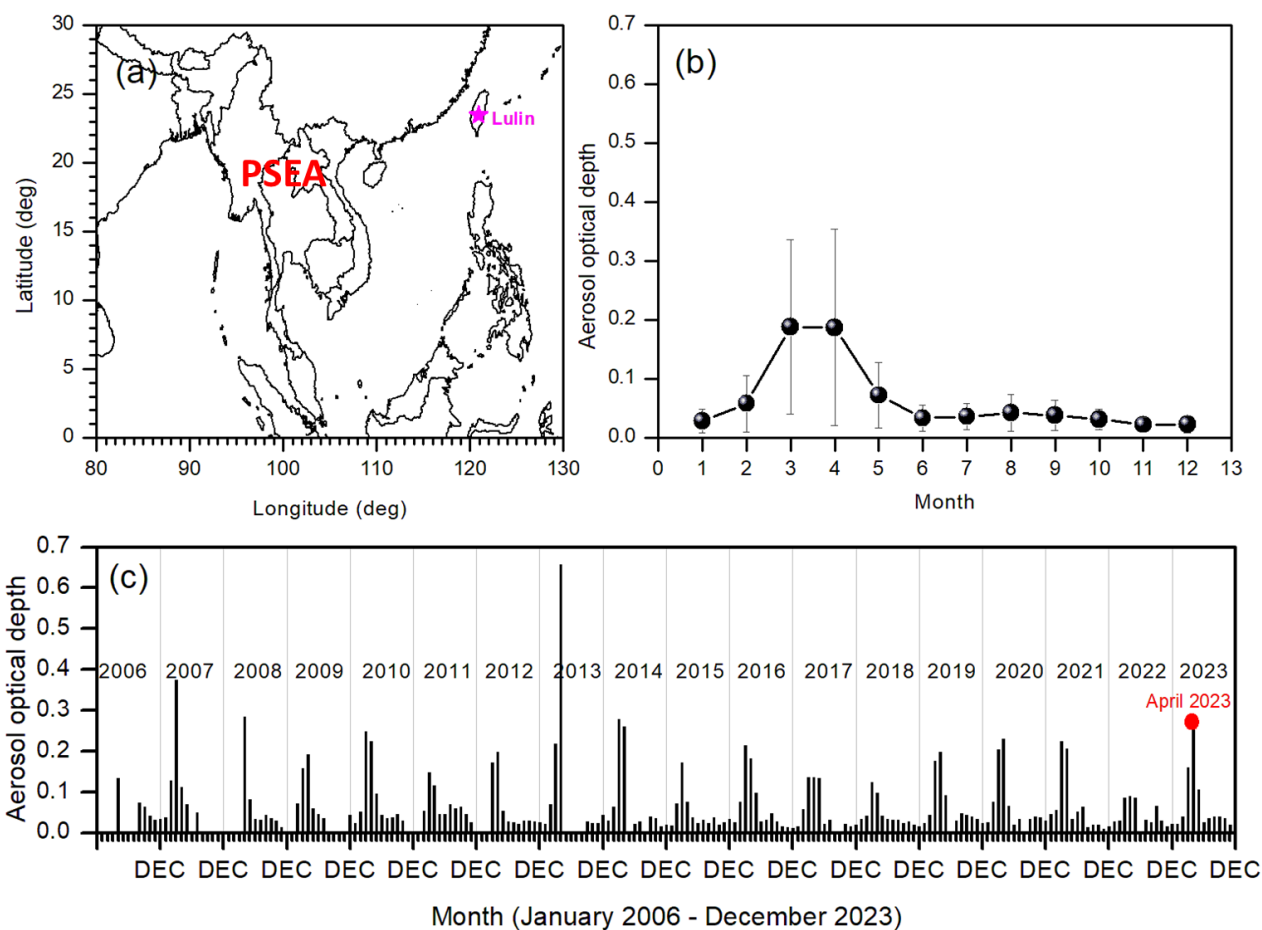 (a)
30
25
20
15
10
5
0
Latitude (deg)
PSEA
Lulin
80 90 100 110 120 130
Longitude (deg)
(b)
0.7
0.6
0.5
0.4
0.3
0.2
0.1
0.0
Aerosol optical depth
0 1 2 3 4 5 6 7 8 9 10 11 12 13
Month
(c)
0.7
0.6
0.5
0.4
0.3
0.2
0.1
0.0
Aerosol optical depth
2006 2007 2008 2009 2010 2011 2012 2013 2014 2015 2016 2017 2018 2019 2020 2021 2022 2023
April 2023
DEC DEC DEC DEC DEC DEC DEC DEC DEC DEC DEC DEC DEC DEC DEC DEC DEC DEC
Month (January 2006 - December 2023)